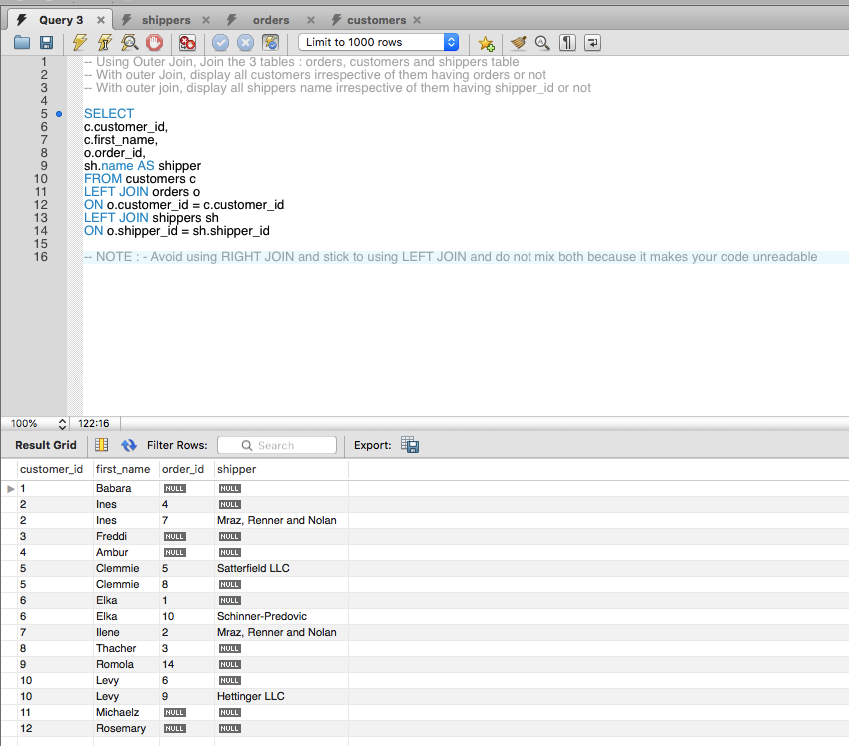 Query 3 shippers orders customers
Limit to 1000 rows
1 -- Using Outer Join, Join the 3 tables : orders, customers and shippers table
2 -- With outer Join, display all customers irrespective of them having orders or not
3 -- With outer join, display all shippers name irrespective of them having shipper_id or not
4
5 SELECT
6 c.customer_id,
7 c.first_name,
8 o.order_id,
9 sh.name AS shipper
10 FROM customers c
11 LEFT JOIN orders o
12 ON o.customer_id = c.customer_id
13 LEFT JOIN shippers sh
14 ON o.shipper_id = sh.shipper_id
15
16 -- NOTE : - Avoid using RIGHT JOIN and stick to using LEFT JOIN and do not mix both because it makes your code unreadable
100% 122:16
Result Grid Filter Rows: Search Export:
customer_id first_name order_id shipper
1 Babara NULL NULL
2 Ines 4 NULL
2 Ines 7 Mraz, Renner and Nolan
3 Freddi NULL NULL
4 Ambur NULL NULL
5 Clemmie 5 Satterfield LLC
5 Clemmie 8 NULL
6 Elka 1 NULL
6 Elka 10 Schinner-Predovic
7 Ilene 2 Mraz, Renner and Nolan
8 Thacher 3 NULL
9 Romola 14 NULL
10 Levy 6 NULL
10 Levy 9 Hettinger LLC
11 Michaelz NULL NULL
12 Rosemary NULL NULL